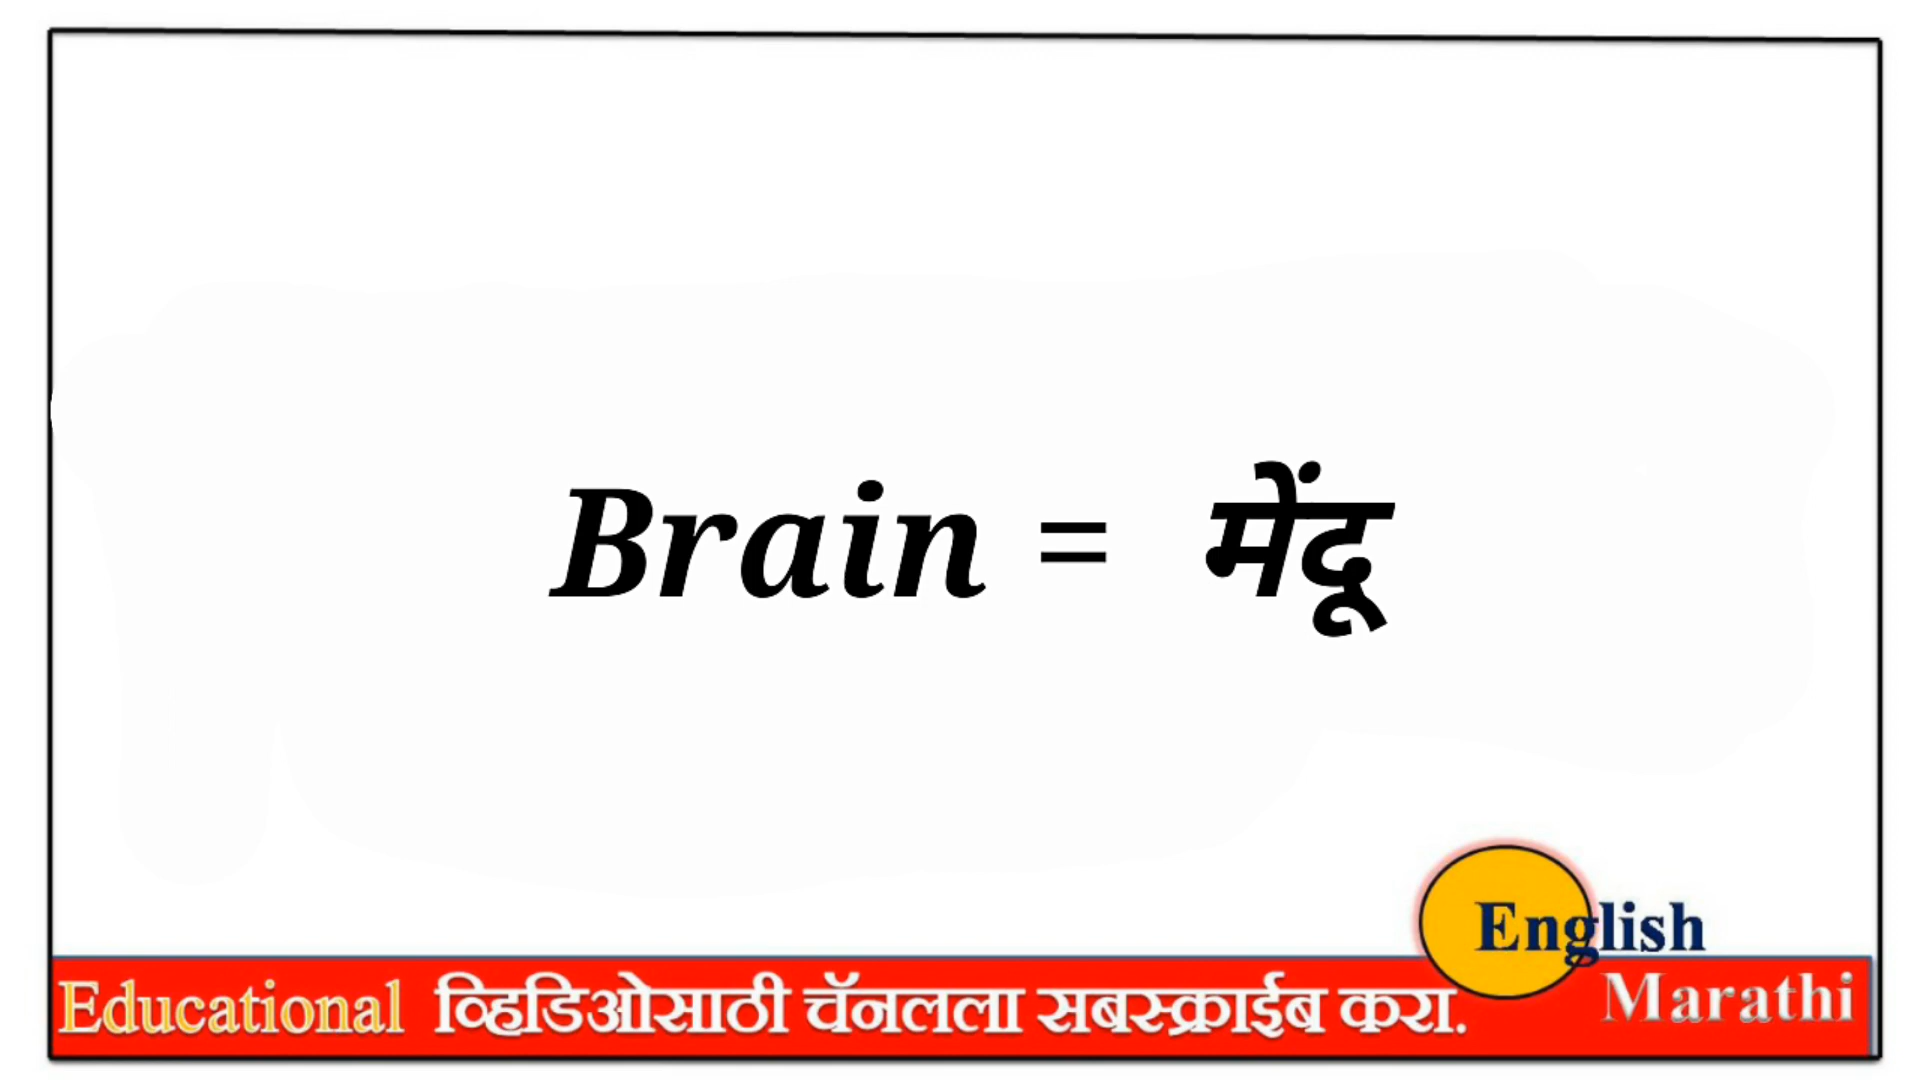 Brain = मेंदू
English
Educational व्हिडिओसाठी चॅनलला सबस्क्राईब करा. Marathi